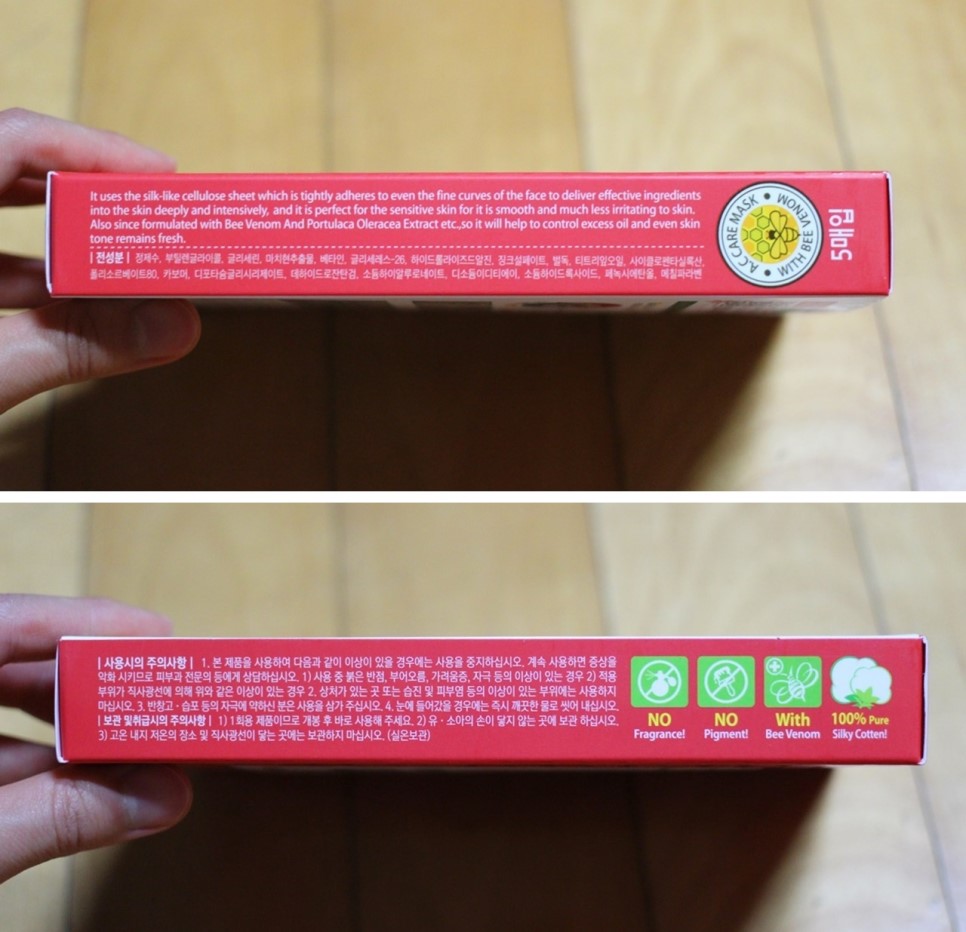 It uses the silk-like cellulose sheet which is tightly adheres to even the fine curves of the face to deliver effective ingredients
into the skin deeply and intensively, and it is perfect for the sensitive skin for it is smooth and much less irritating to skin.
Also since formulated with Bee Venom And Portulaca Oleracea Extract etc.,so it will help to control excess oil and even skin
tone remains fresh.
| 전성분 | 정제수, 부틸렌글라이콜, 글리세린, 마치현추출물, 베타인, 글리세레스-26, 하이드롤라이즈드알진, 징크설페이트, 벌독, 티트리잎오일, 사이클로펜타실록산,
폴리소르베이트80, 카보머, 디포타슘글리시리제이트, 데하이드로잔탄검, 소듐하이알루로네이트, 디소듐이디티에이, 소듐하이드록사이드, 페녹시에탄올, 메칠파라벤
A.C CARE MASK • WITH BEE VENOM •
5매입
| 사용시의 주의사항 | 1. 본 제품을 사용하여 다음과 같이 이상이 있을 경우에는 사용을 중지하십시오. 계속 사용하면 증상을
악화 시키므로 피부과 전문의 등에게 상담하십시오. 1) 사용 중 붉은 반점, 부어오름, 가려움증, 자극 등의 이상이 있는 경우 2) 적용
부위가 직사광선에 의해 위와 같은 이상이 있는 경우 2. 상처가 있는 곳 또는 습진 및 피부염 등의 이상이 있는 부위에는 사용하지
마십시오. 3. 반창고 · 습포 등의 자극에 약하신 분은 사용을 삼가 주십시오. 4. 눈에 들어갔을 경우에는 즉시 깨끗한 물로 씻어 내십시오.
| 보관 및취급시의 주의사항 | 1) 1회용 제품이므로 개봉 후 바로 사용해 주세요. 2) 유 · 소아의 손이 닿지 않는 곳에 보관 하십시오.
3) 고온 내지 저온의 장소 및 직사광선이 닿는 곳에는 보관하지 마십시오. (실온보관)
NO
Fragrance!
NO
Pigment!
With
Bee Venom
100% Pure
Silky Cotten!